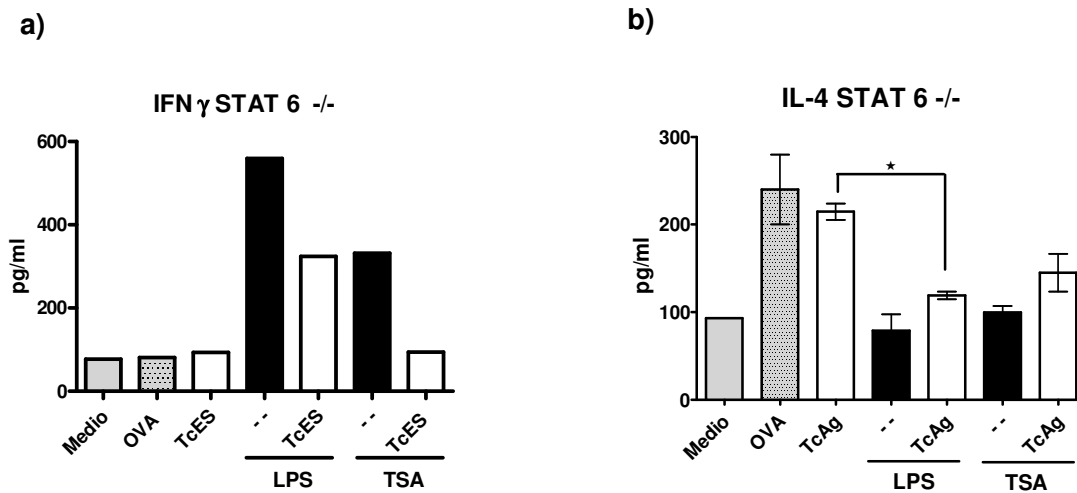 a)
IFN γ STAT 6 -/-
600
400
200
0
pg/ml
Medio
OVA
TcES
- -
TcES
- -
TcES
LPS
TSA
b)
IL-4 STAT 6 -/-
300
200
100
0
pg/ml
★
Medio
OVA
TcAg
- -
TcAg
- -
TcAg
LPS
TSA